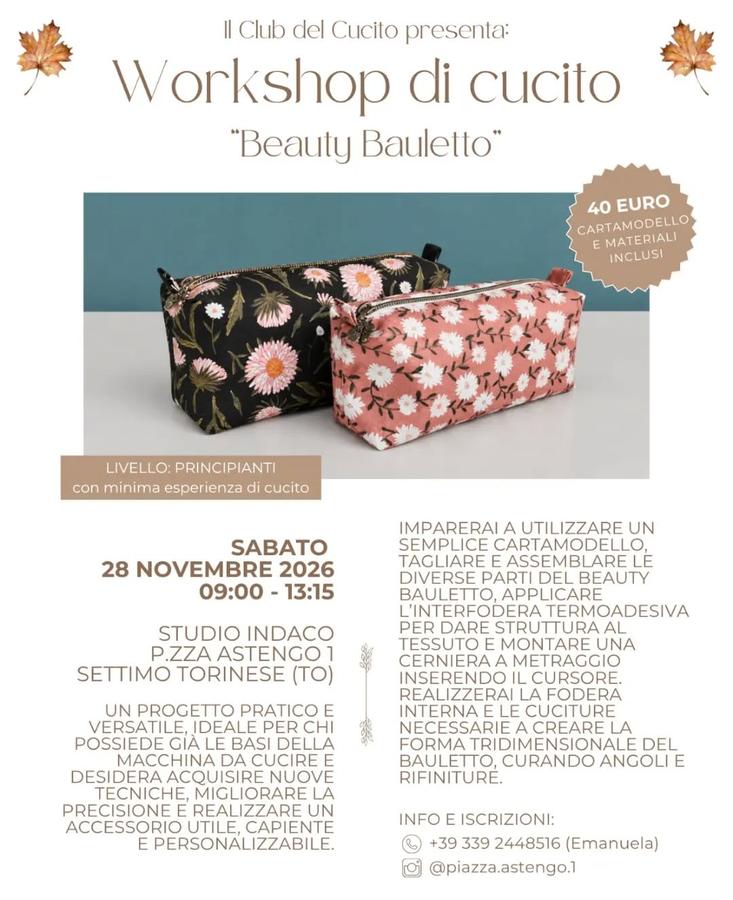 Il Club del Cucito presenta:
Workshop di cucito
"Beauty Bauletto"
40 EURO
CARTAMODELLO
E MATERIALI
INCLUSI
LIVELLO: PRINCIPIANTI
con minima esperienza di cucito
SABATO
28 NOVEMBRE 2026
09:00 - 13:15
STUDIO INDACO
P.ZZA ASTENGO 1
SETTIMO TORINESE (TO)
UN PROGETTO PRATICO E
VERSATILE, IDEALE PER CHI
POSSIEDE GIÀ LE BASI DELLA
MACCHINA DA CUCIRE E
DESIDERA ACQUISIRE NUOVE
TECNICHE, MIGLIORARE LA
PRECISIONE E REALIZZARE UN
ACCESSORIO UTILE, CAPIENTE
E PERSONALIZZABILE.
IMPARERAI A UTILIZZARE UN
SEMPLICE CARTAMODELLO,
TAGLIARE E ASSEMBLARE LE
DIVERSE PARTI DEL BEAUTY
BAULETTO, APPLICARE
L'INTERFODERA TERMOADESIVA
PER DARE STRUTTURA AL
TESSUTO E MONTARE UNA
CERNIERA A METRAGGIO
INSERENDO IL CURSORE.
REALIZZERAI LA FODERA
INTERNA E LE CUCITURE
NECESSARIE A CREARE LA
FORMA TRIDIMENSIONALE DEL
BAULETTO, CURANDO ANGOLI E
RIFINITURE.
INFO E ISCRIZIONI:
+39 339 2448516 (Emanuela)
@piazza.astengo.1